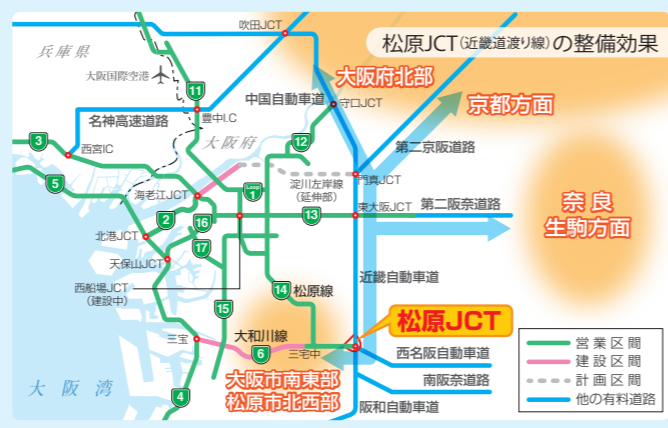 松原JCT(近畿道渡り線)の整備効果
吹田JCT
兵庫県
大阪国際空港
大阪府北部
中国自動車道
守口JCT
京都方面
11
豊中I.C
名神高速道路
大阪府
3
西宮IC
12
第二京阪道路
5
Loop
1
淀川左岸線
(延伸部)
門真JCT
海老江JCT
2
16
13
東大阪JCT
第二阪奈道路
奈良
生駒方面
北港JCT
17
天保山JCT
西船場JCT
(建設中)
近畿自動車道
14
松原線
15
松原JCT
三宝
大和川線
6
三宅中
西名阪自動車道
大阪市南東部
松原市北西部
南阪奈道路
大阪湾
4
阪和自動車道
営業区間
建設区間
計画区間
他の有料道路